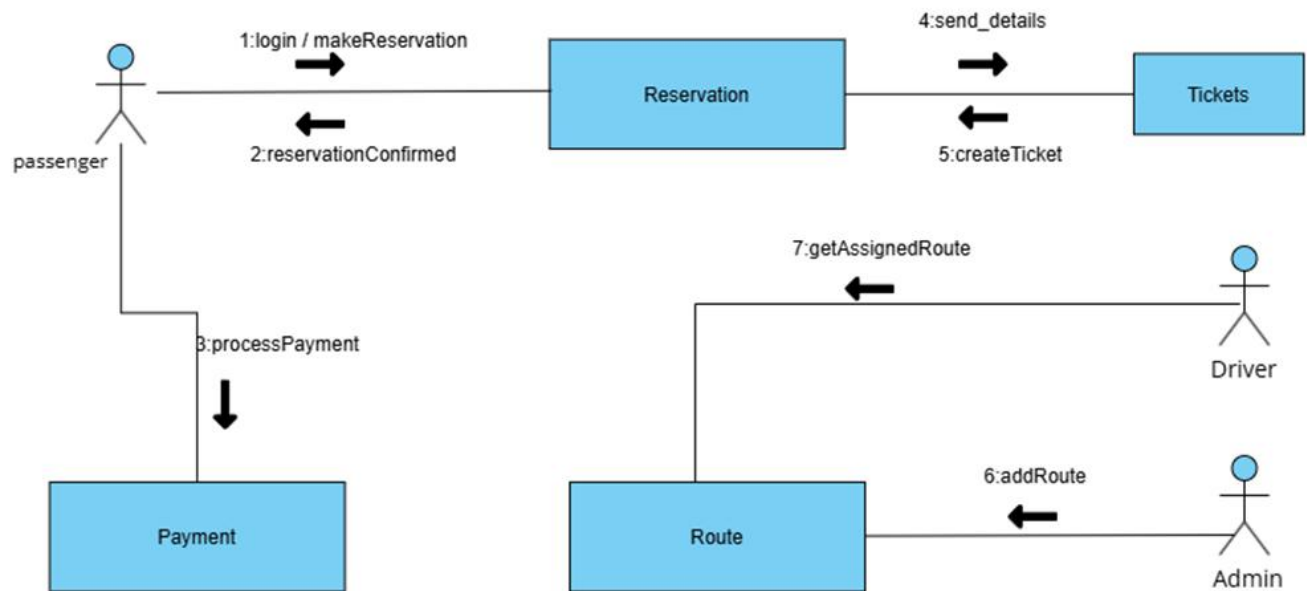 4:send_details
1:login / makeReservation
Reservation
Tickets
passenger
2:reservationConfirmed
5:createTicket
7:getAssignedRoute
3:processPayment
Driver
6:addRoute
Payment
Route
Admin